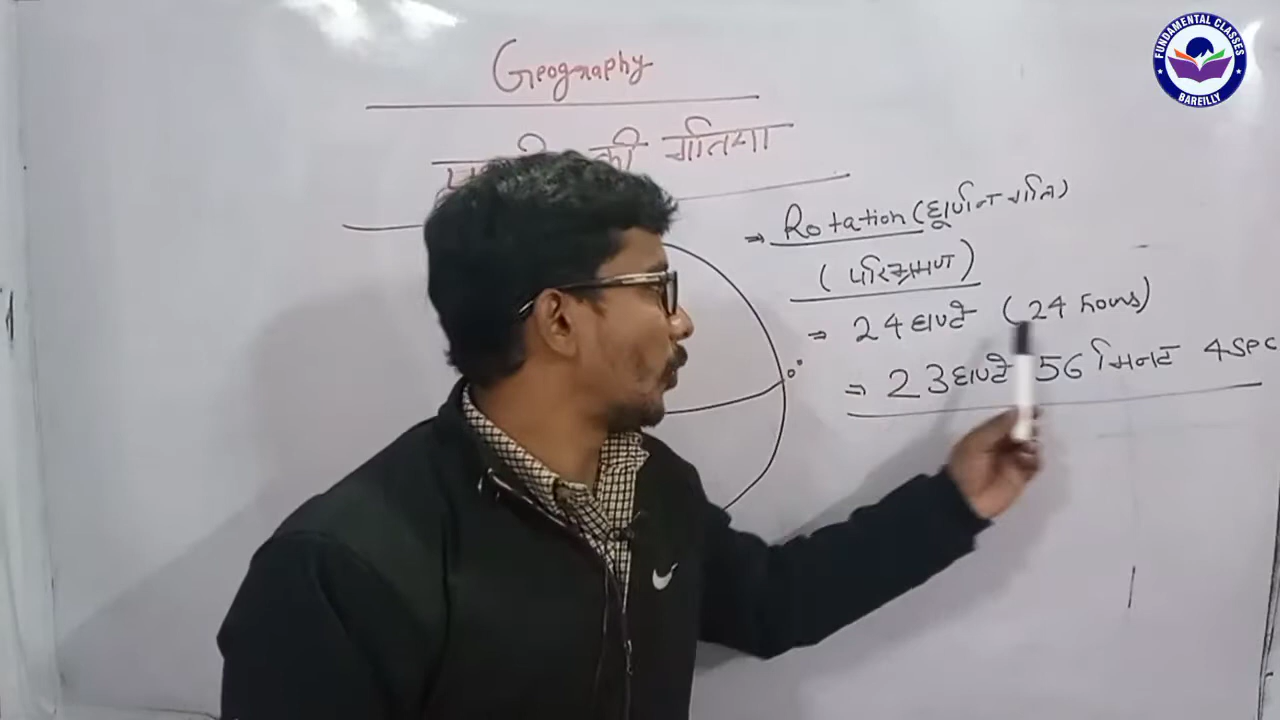 Geography
की गतिया
⇒ Rotation (घूर्णन गति)
(परिभ्रमण)
⇒ 24 घण्टे (24 hours)
⇒ 23 घण्टे 56 मिनट 4 sec
0°
FUNDAMENTAL CLASSES
BAREILLY